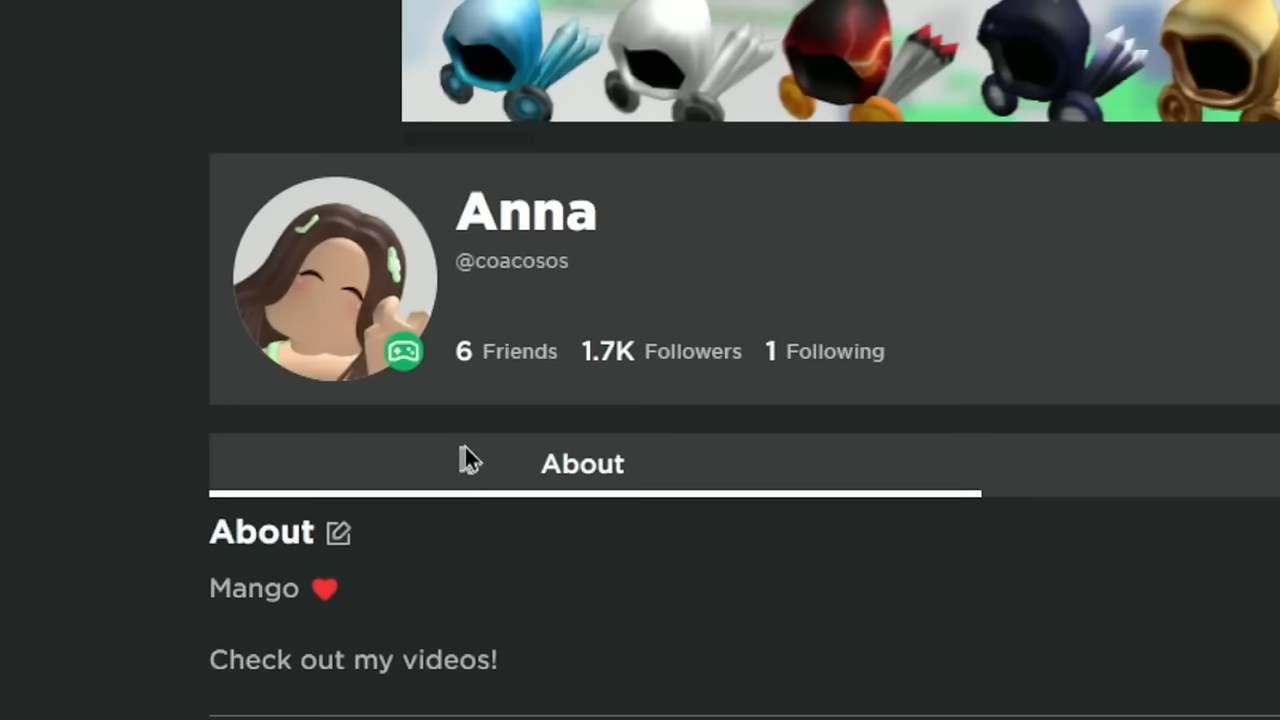 Anna
@coacosos
6 Friends 1.7K Followers 1 Following
About
About
Mango ❤️
Check out my videos!